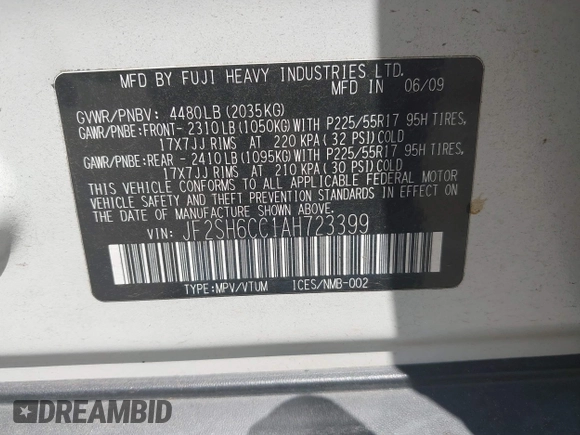 MFD BY FUJI HEAVY INDUSTRIES LTD.
MFD IN 06/09
GVWR/PNBV: 4480LB(2035KG)
GAWR/PNBE:FRONT- 2310LB(1050KG)WITH P225/55R17 95H TIRES,
17X7JJ RIMS AT 220 KPA (32 PSI)COLD
GAWR/PNBE:REAR - 2410LB(1095KG)WITH P225/55R17 95H TIRES,
17X7JJ RIMS AT 210 KPA (30 PSI)COLD
THIS VEHICLE CONFORMS TO ALL APPLICABLE FEDERAL MOTOR
VEHICLE SAFETY AND THEFT PREVENTION STANDARDS IN EFFECT ON
THE DATE OF MANUFACTURE SHOWN ABOVE.
VIN: JF2SH6CC1AH723399
TYPE:MPV/VTUM ICES/NMB-002
DREAMBID